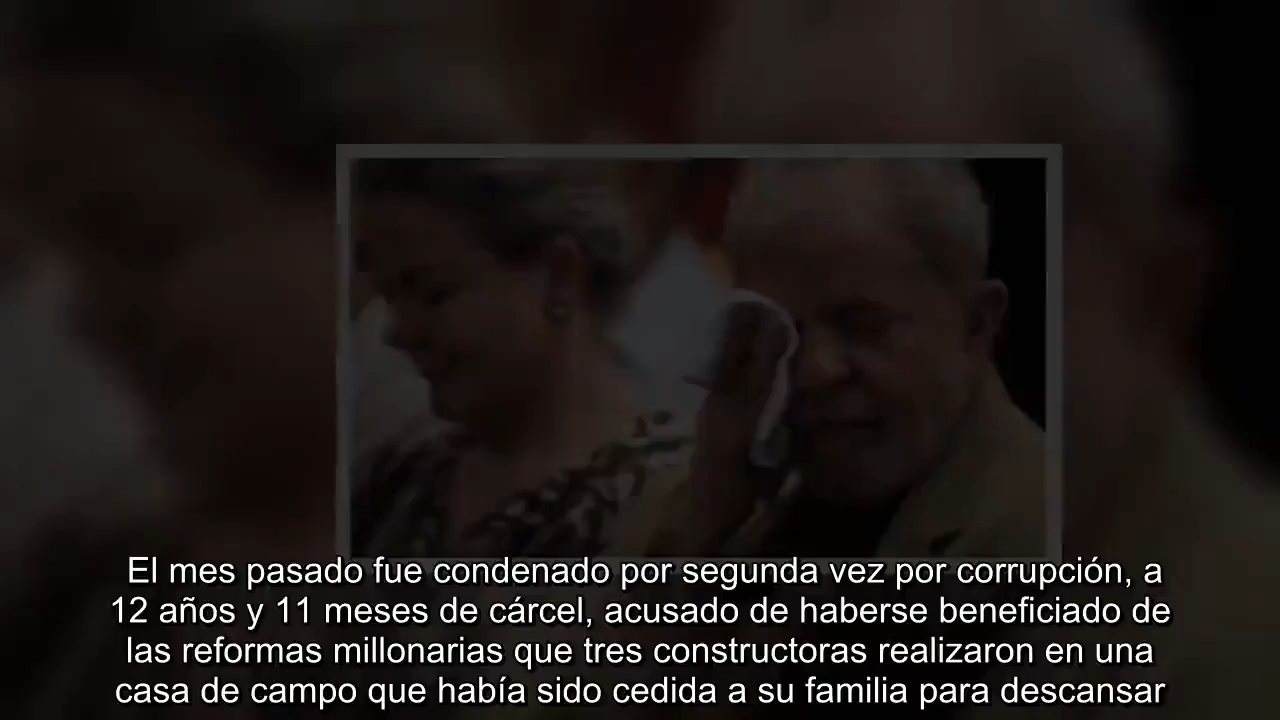 El mes pasado fue condenado por segunda vez por corrupción, a
12 años y 11 meses de cárcel, acusado de haberse beneficiado de
las reformas millonarias que tres constructoras realizaron en una
casa de campo que había sido cedida a su familia para descansar